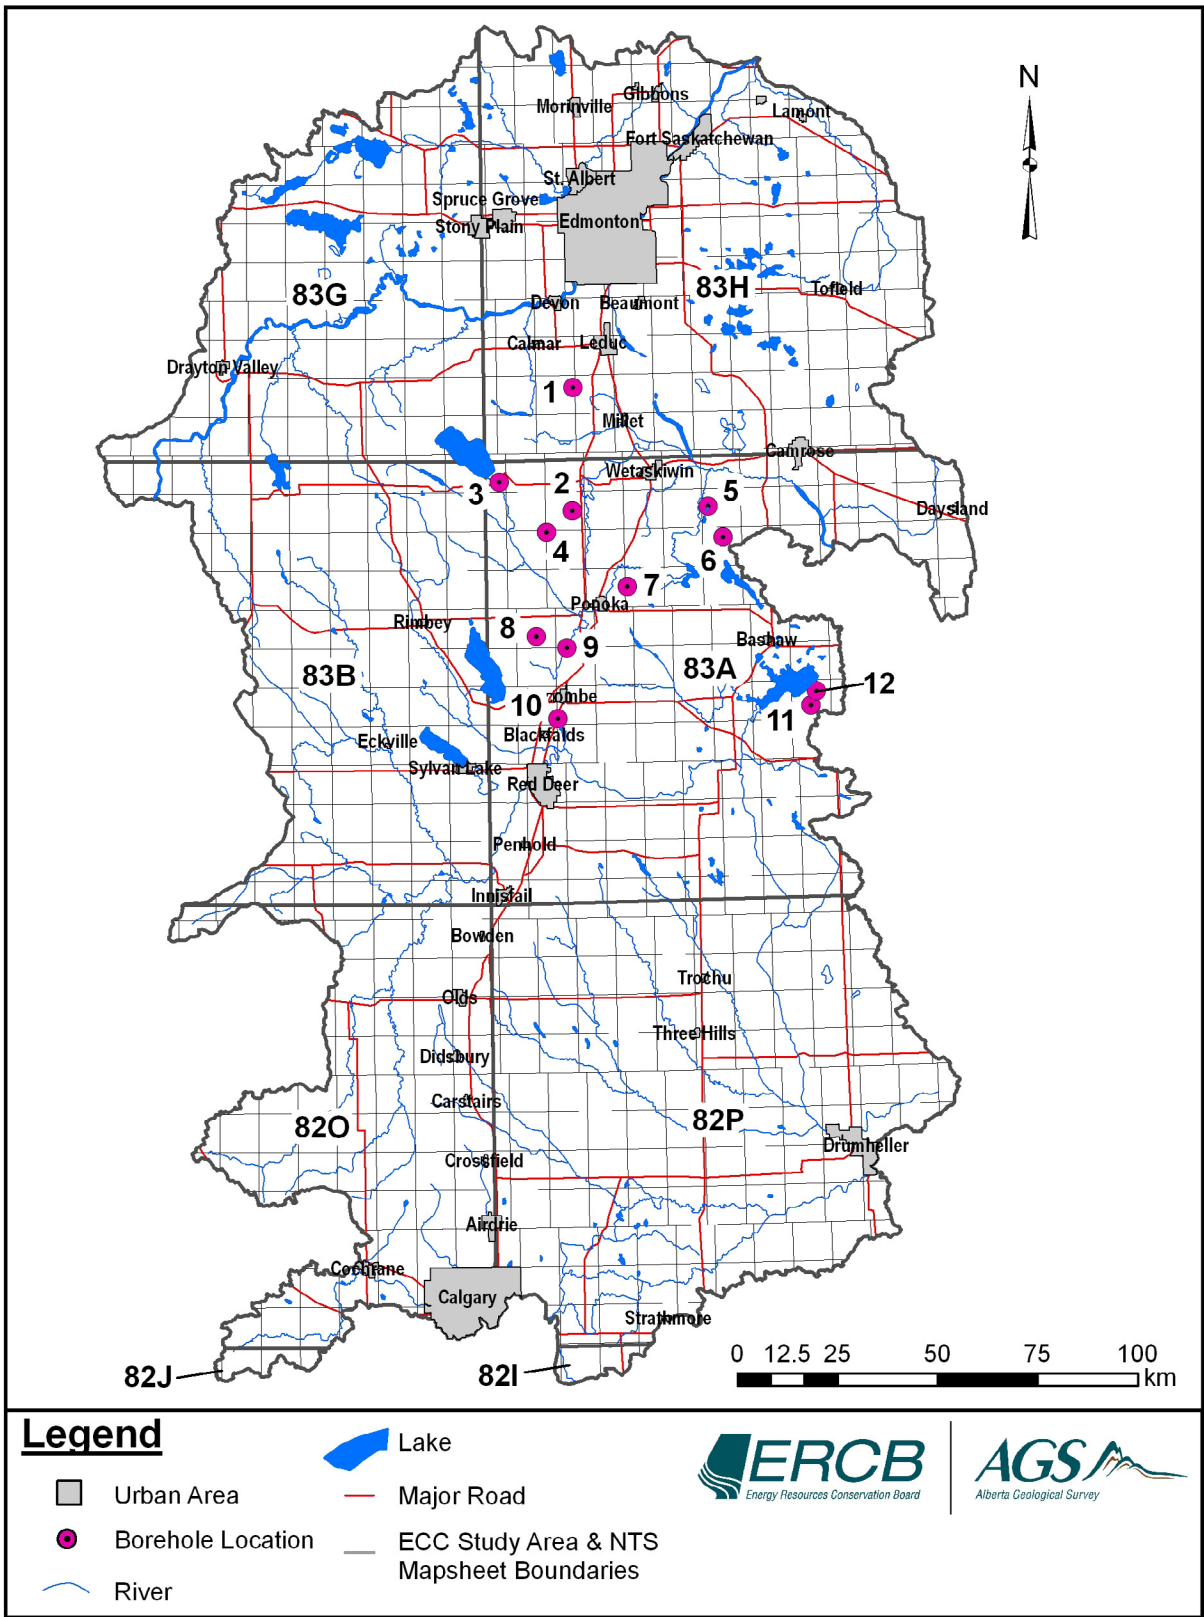 N
Morinville
Gibbons
Lamont
Fort Saskatchewan
St. Albert
Spruce Grove
Stony Plain
Edmonton
83G
83H
Tofield
Devon
Beaumont
Calmar
Leduc
Drayton Valley
1
Millet
Camrose
Wetaskiwin
3
2
5
Daysland
4
6
7
Ponoka
Rimbey
8
9
Bashaw
83B
83A
12
10
ombe
11
Blackfalds
Eckville
Sylvan Lake
Red Deer
Penhold
Innisfail
Bowden
Trochu
Olds
Three Hills
Didsbury
Carstairs
82O
82P
Drumheller
Crossfield
Airdrie
Cochrane
Calgary
Strathmore
82J
82I
0 12.5 25 50 75 100
km
Legend
Urban Area
Borehole Location
River
Lake
Major Road
ECC Study Area & NTS
Mapsheet Boundaries
ERCB
Energy Resources Conservation Board
AGS
Alberta Geological Survey